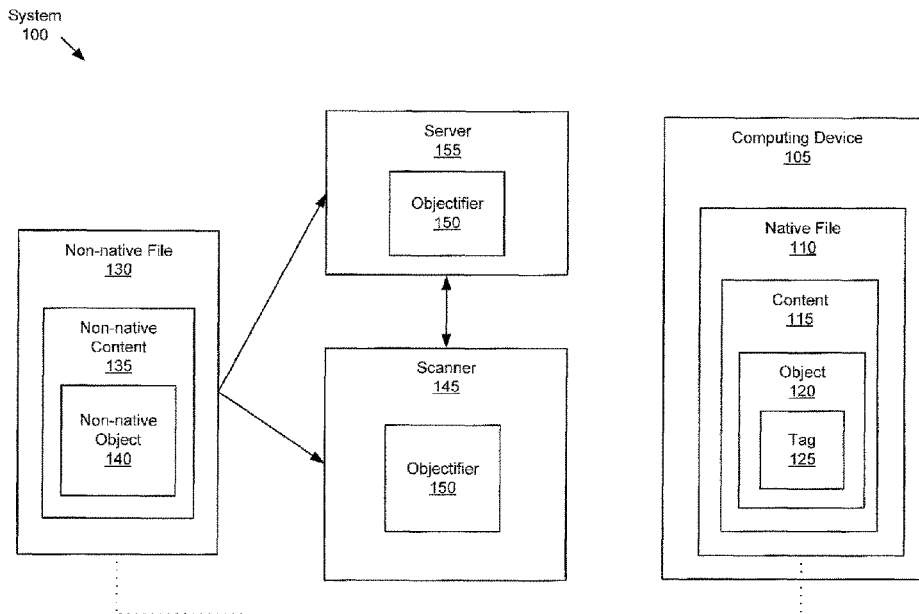 System
100
Server
155
Objectifier
150
Computing Device
105
Native File
110
Content
115
Object
120
Tag
125
Non-native File
130
Non-native
Content
135
Non-native
Object
140
Scanner
145
Objectifier
150